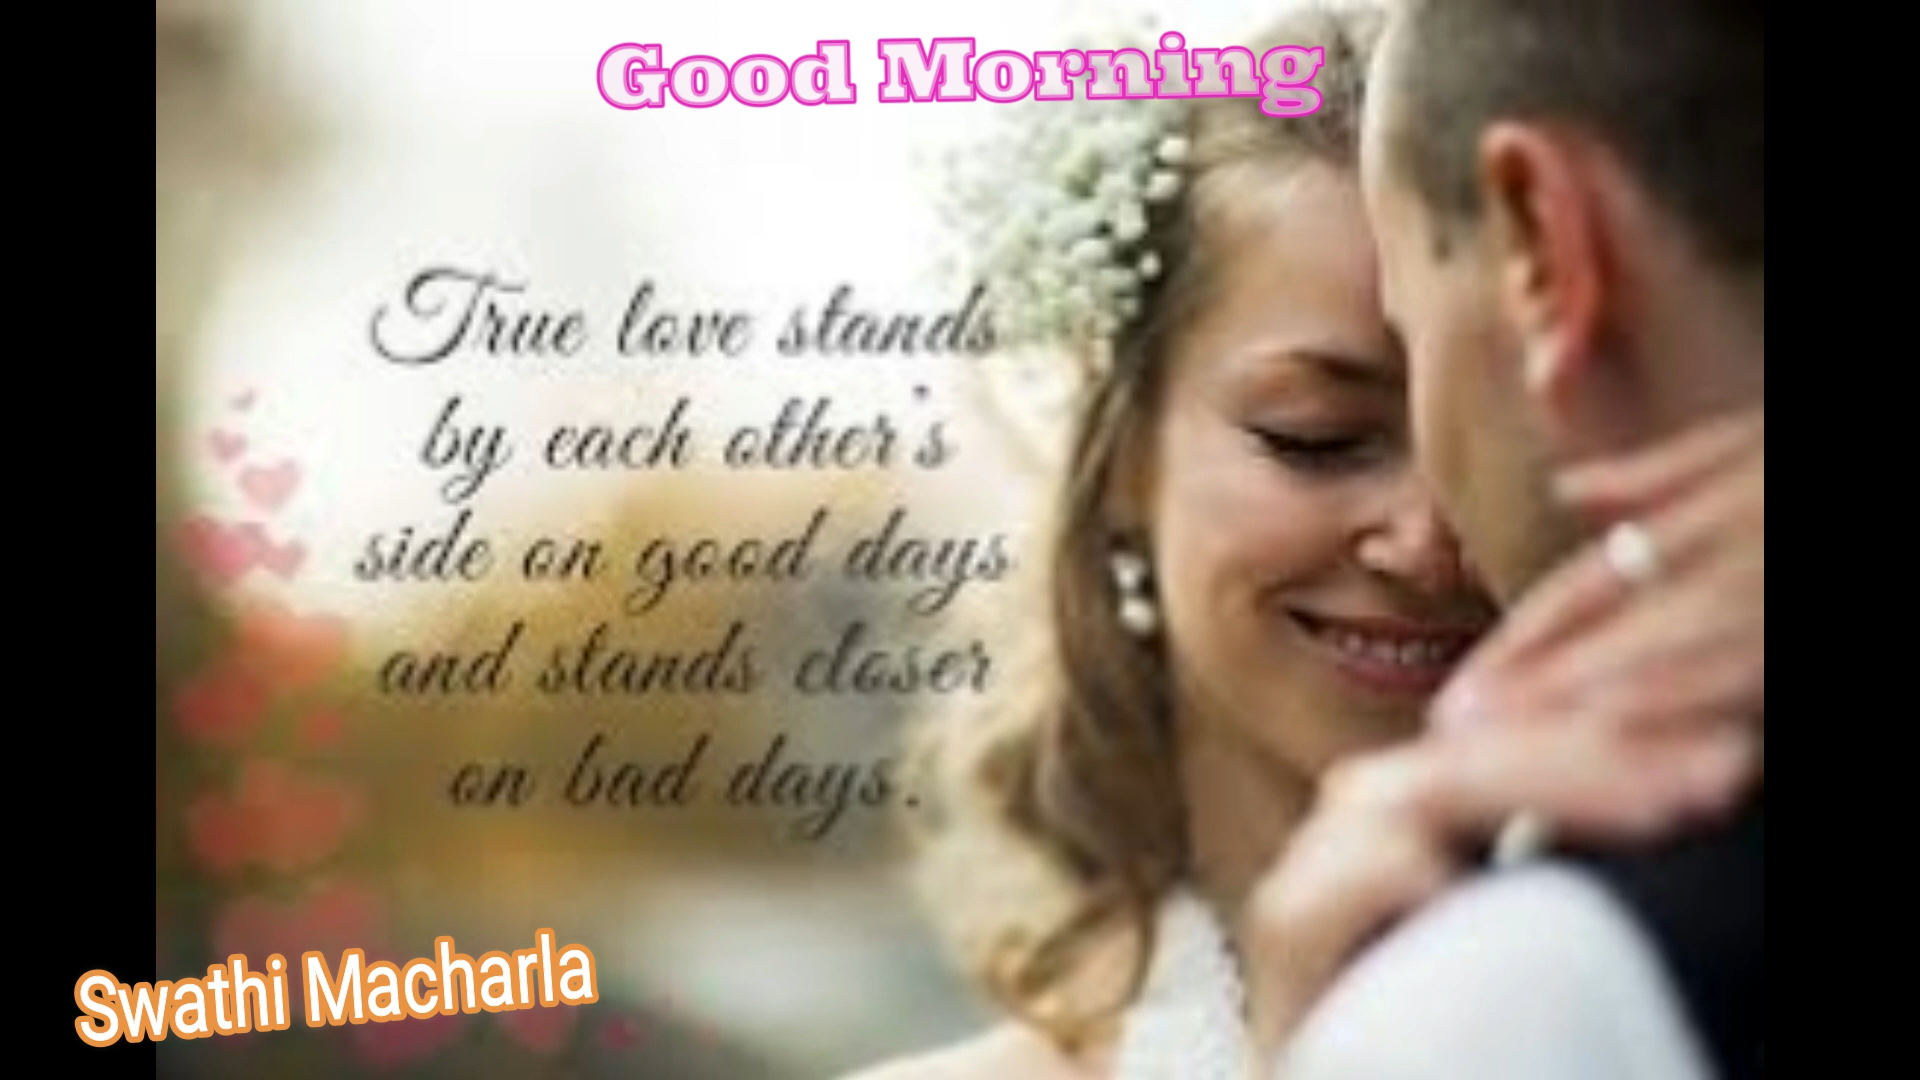 Good Morning
True love stands
by each other's
side on good days
and stands closer
on bad days.
Swathi Macharla